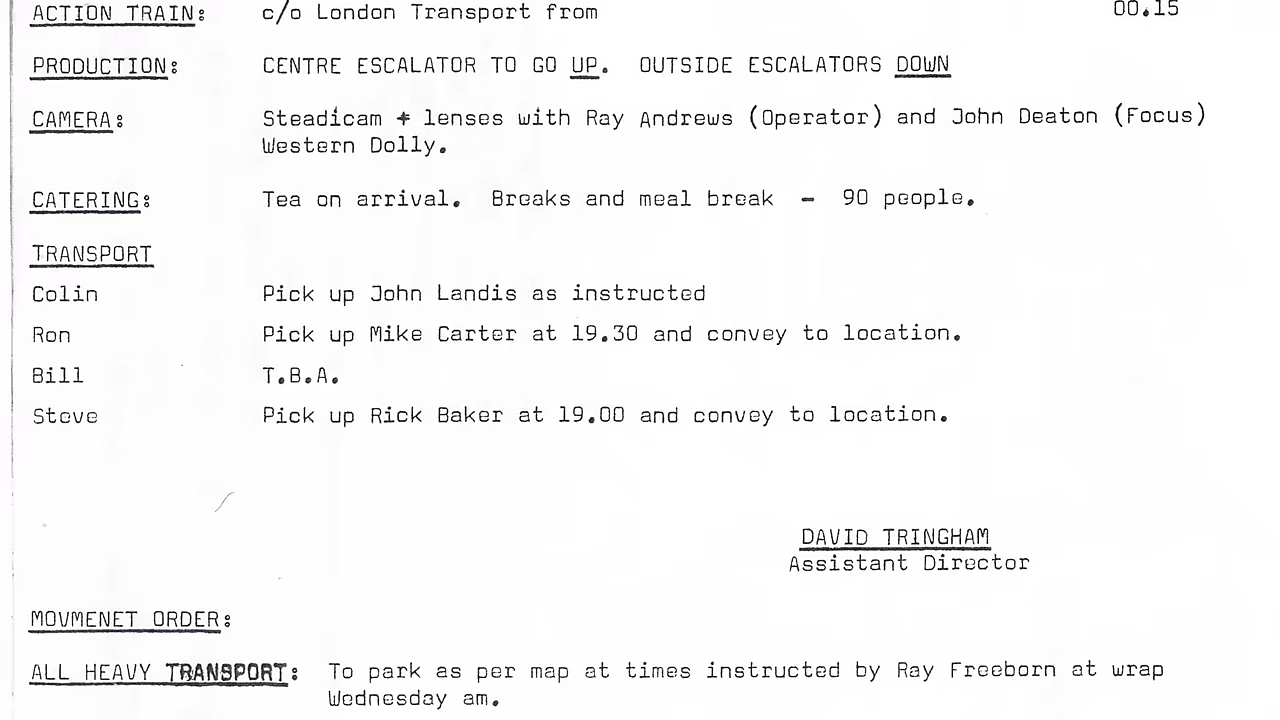 ACTION TRAIN: c/o London Transport from 00.15
PRODUCTION: CENTRE ESCALATOR TO GO UP. OUTSIDE ESCALATORS DOWN
CAMERA: Steadicam + lenses with Ray Andrews (Operator) and John Deaton (Focus)
Western Dolly.
CATERING: Tea on arrival. Breaks and meal break - 90 people.
TRANSPORT
Colin Pick up John Landis as instructed
Ron Pick up Mike Carter at 19.30 and convey to location.
Bill T.B.A.
Steve Pick up Rick Baker at 19.00 and convey to location.
DAVID TRINGHAM
Assistant Director
MOVMENET ORDER:
ALL HEAVY TRANSPORT: To park as per map at times instructed by Ray Freeborn at wrap
Wednesday am.